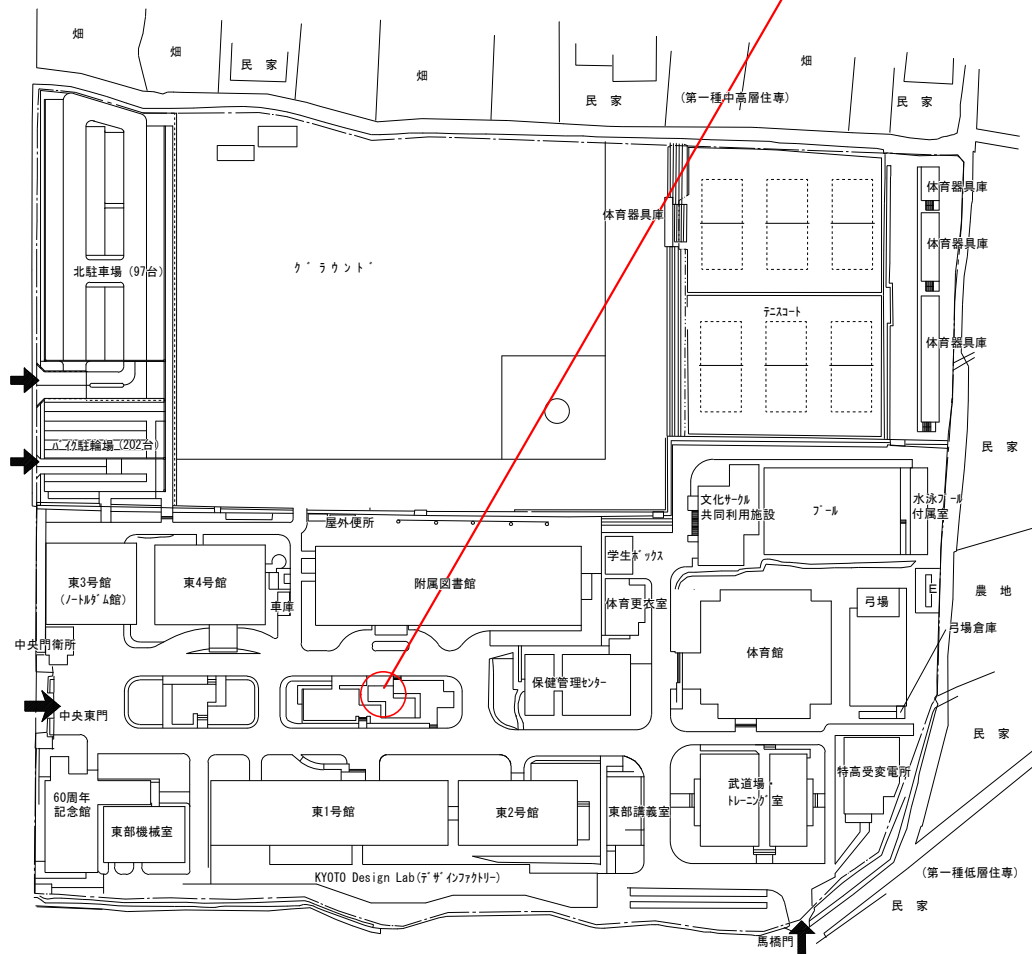 畑
畑
民 家
畑
民 家
畑
(第一種中高層住専)
民 家
体育器具庫
体育器具庫
体育器具庫
北駐車場 (97台)
グラウンド
体育器具庫
テニスコート
バイク駐輪場 (202台)
民 家
文化サークル
共同利用施設
プール
水泳プール
付属室
屋外便所
学生ボックス
東3号館
(ノートルダム館)
東4号館
車庫
附属図書館
体育更衣室
弓場
E
農 地
弓場倉庫
中央門衛所
体育館
保健管理センター
中央東門
民 家
60周年
記念館
東部機械室
東1号館
東2号館
東部講義室
武道場・
トレーニング室
特高受変電所
KYOTO Design Lab(デザインファクトリー)
(第一種低層住専)
民 家
馬橋門